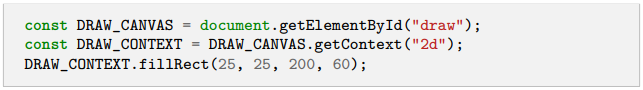 const DRAW_CANVAS = document.getElementById("draw");
const DRAW_CONTEXT = DRAW_CANVAS.getContext("2d");
DRAW_CONTEXT.fillRect(25, 25, 200, 60);